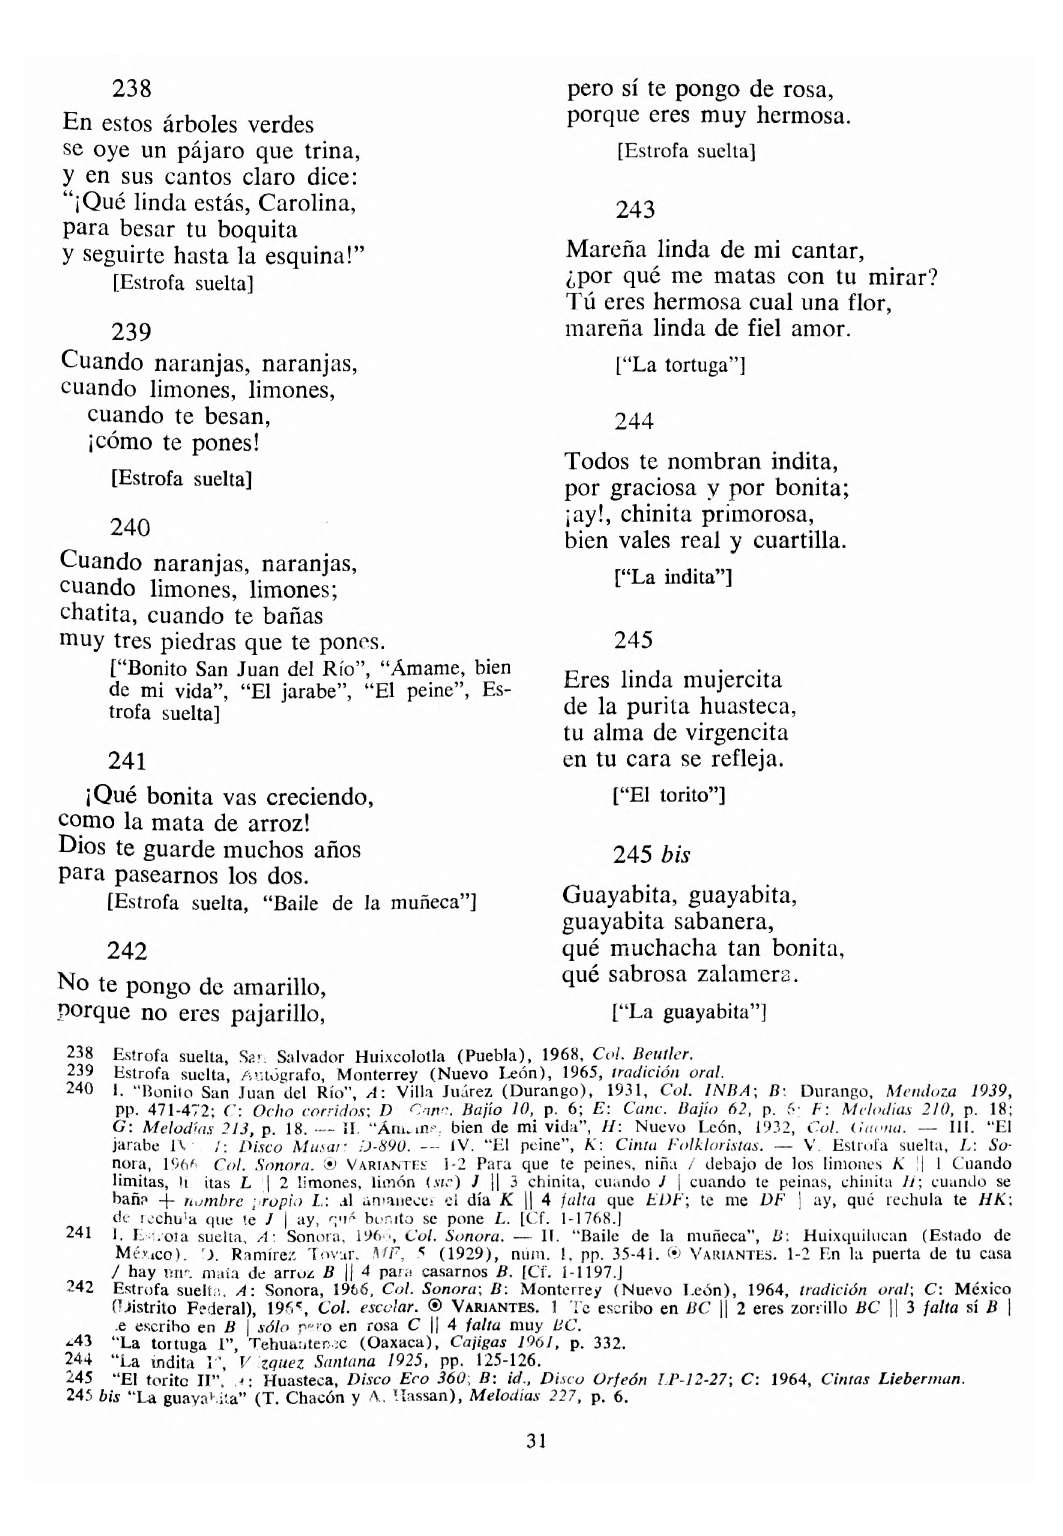 238
En estos árboles verdes
se oye un pájaro que trina,
y en sus cantos claro dice:
“¡Qué linda estás, Carolina,
para besar tu boquita
y seguirte hasta la esquina!”
[Estrofa suelta]
239
Cuando naranjas, naranjas,
cuando limones, limones,
cuando te besan,
¡cómo te pones!
[Estrofa suelta]
240
Cuando naranjas, naranjas,
cuando limones, limones;
chatita, cuando te bañas
muy tres piedras que te pones.
[“Bonito San Juan del Río”, “Ámame, bien
de mi vida”, “El jarabe”, “El peine”, Es-
trofa suelta]
241
¡Qué bonita vas creciendo,
como la mata de arroz!
Dios te guarde muchos años
para pasearnos los dos.
[Estrofa suelta, “Baile de la muñeca”]
242
No te pongo de amarillo,
porque no eres pajarillo,
pero sí te pongo de rosa,
porque eres muy hermosa.
[Estrofa suelta]
243
Mareña linda de mi cantar,
¿por qué me matas con tu mirar?
Tú eres hermosa cual una flor,
mareña linda de fiel amor.
[“La tortuga”]
244
Todos te nombran indita,
por graciosa y por bonita;
¡ay!, chinita primorosa,
bien vales real y cuartilla.
[“La indita”]
245
Eres linda mujercita
de la purita huasteca,
tu alma de virgencita
en tu cara se refleja.
[“El torito”]
245 bis
Guayabita, guayabita,
guayabita sabanera,
qué muchacha tan bonita,
qué sabrosa zalamera.
[“La guayabita”]
238 Estrofa suelta, San Salvador Huixcolotla (Puebla), 1968, Col. Beutler.
239 Estrofa suelta, Autógrafo, Monterrey (Nuevo León), 1965, tradición oral.
240 I. “Bonito San Juan del Río”, A: Villa Juárez (Durango), 1931, Col. INBA; B: Durango, Mendoza 1939,
pp. 471-472; C: Ocho corridos; D Canc. Bajío 10, p. 6; E: Canc. Bajío 62, p. F: Melodías 210, p. 18;
G: Melodías 213, p. 18. — II. bien de mi vida”, H: Nuevo León, 1932, Col. — III. “El
jarabe Disco Musart D-890. — IV. “El peine”, K: Cinta Folkloristas. — V. Estrofa suelta, L: So-
nora, Col. Sonora. ⦿ VARIANTES 1-2 Para que te peines, niña / debajo de los limones K || 1 Cuando
limitas, L | 2 limones, limón (sic) J || 3 chinita, cuando J | cuando te peinas, chinita H; cuando se
baña + nombre propio L: al amanecer el día K || 4 falta que EDF; te me DF | ay, qué rechula te HK;
de rechula que te J | ay, qué bonito se pone L. [Cf. 1-1768.]
241 I. Estrofa suelta, A: Sonora, Col. Sonora. — II. “Baile de la muñeca”, B: Huixquilucan (Estado de
México). Ramírez Tovar, MF, (1929), núm. 1, pp. 35-41. ⦿ VARIANTES. 1-2 En la puerta de tu casa
/ hay una mata de arroz B || 4 para casarnos B. [Cf. 1-1197.]
242 Estrofa suelta, A: Sonora, 1966, Col. Sonora; B: Monterrey (Nuevo León), 1964, tradición oral; C: México
(Distrito Federal), Col. escolar. ⦿ VARIANTES. 1 Te escribo en BC || 2 eres zorrillo BC || 3 falta sí B |
te escribo en B | sólo pero en rosa C || 4 falta muy BC.
243 “La tortuga I”, Tehuantepec (Oaxaca), Cajigas 1961, p. 332.
244 “La indita I”, Vázquez Santana 1925, pp. 125-126.
245 “El torito II”, A: Huasteca, Disco Eco 360; B: id., Disco Orfeón LP-12-27; C: 1964, Cintas Lieberman.
245 bis “La guayabita” (T. Chacón y A. Hassan), Melodías 227, p. 6.
31